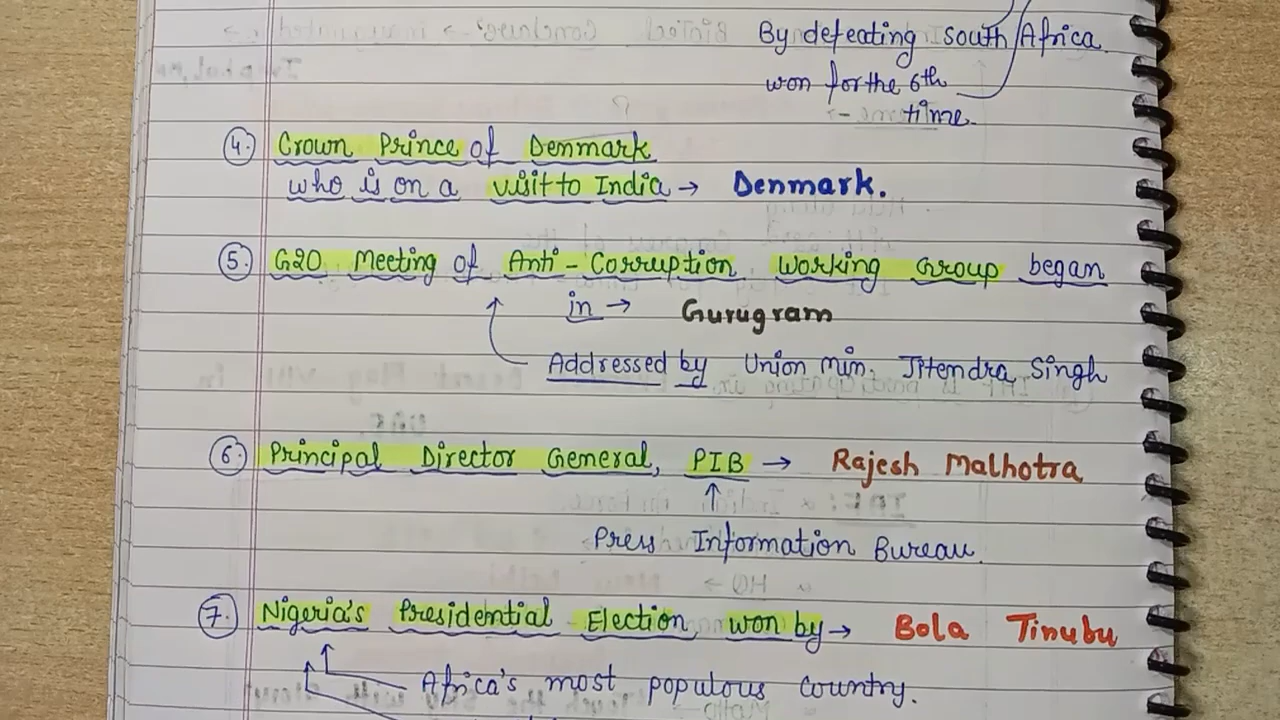 By defeating South Africa
won for the 6th
time.
4. Crown Prince of Denmark
who is on a visit to India → Denmark.
5. G20 Meeting of Anti-Corruption Working Group began
in → Gurugram
Addressed by Union Min. Jitendra Singh
6. Principal Director General, PIB → Rajesh Malhotra
Press Information Bureau
7. Nigeria's Presidential Election won by → Bola Tinubu
Africa's most populous country.